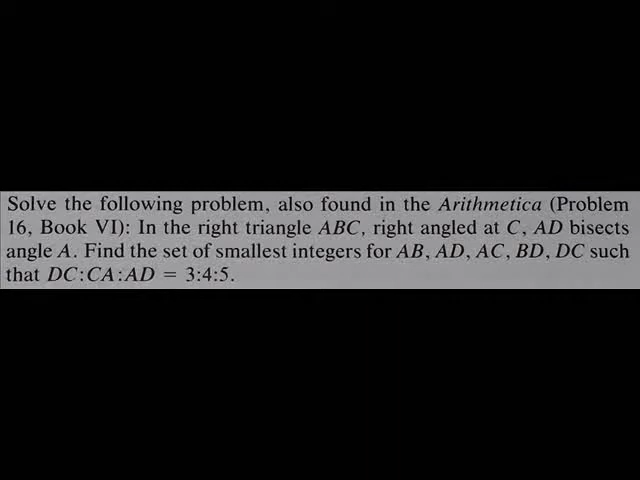 Solve the following problem, also found in the Arithmetica (Problem
16, Book VI): In the right triangle ABC, right angled at C, AD bisects
angle A. Find the set of smallest integers for AB, AD, AC, BD, DC such
that DC:CA:AD = 3:4:5.